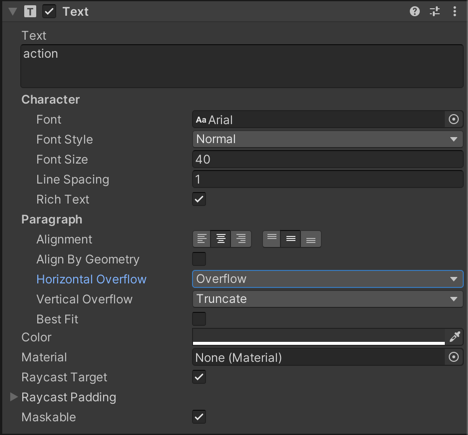 Text
Text
action
Character
Font Aa Arial
Font Style Normal
Font Size 40
Line Spacing 1
Rich Text
Paragraph
Alignment
Align By Geometry
Horizontal Overflow Overflow
Vertical Overflow Truncate
Best Fit
Color
Material None (Material)
Raycast Target
Raycast Padding
Maskable